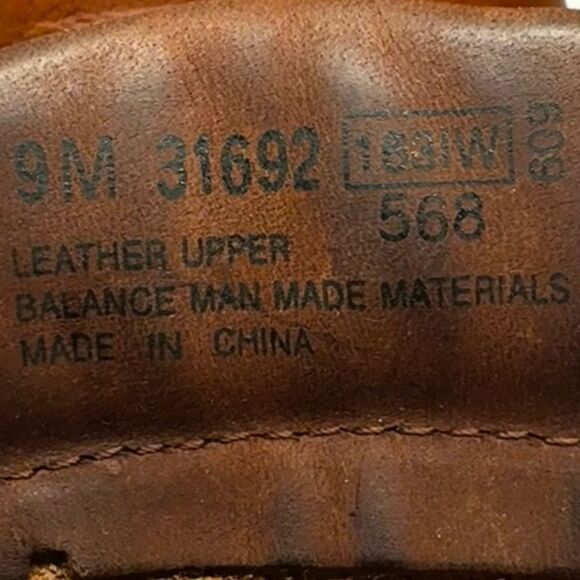 9M 31692 183IW 609
568
LEATHER UPPER
BALANCE MAN MADE MATERIALS
MADE IN CHINA